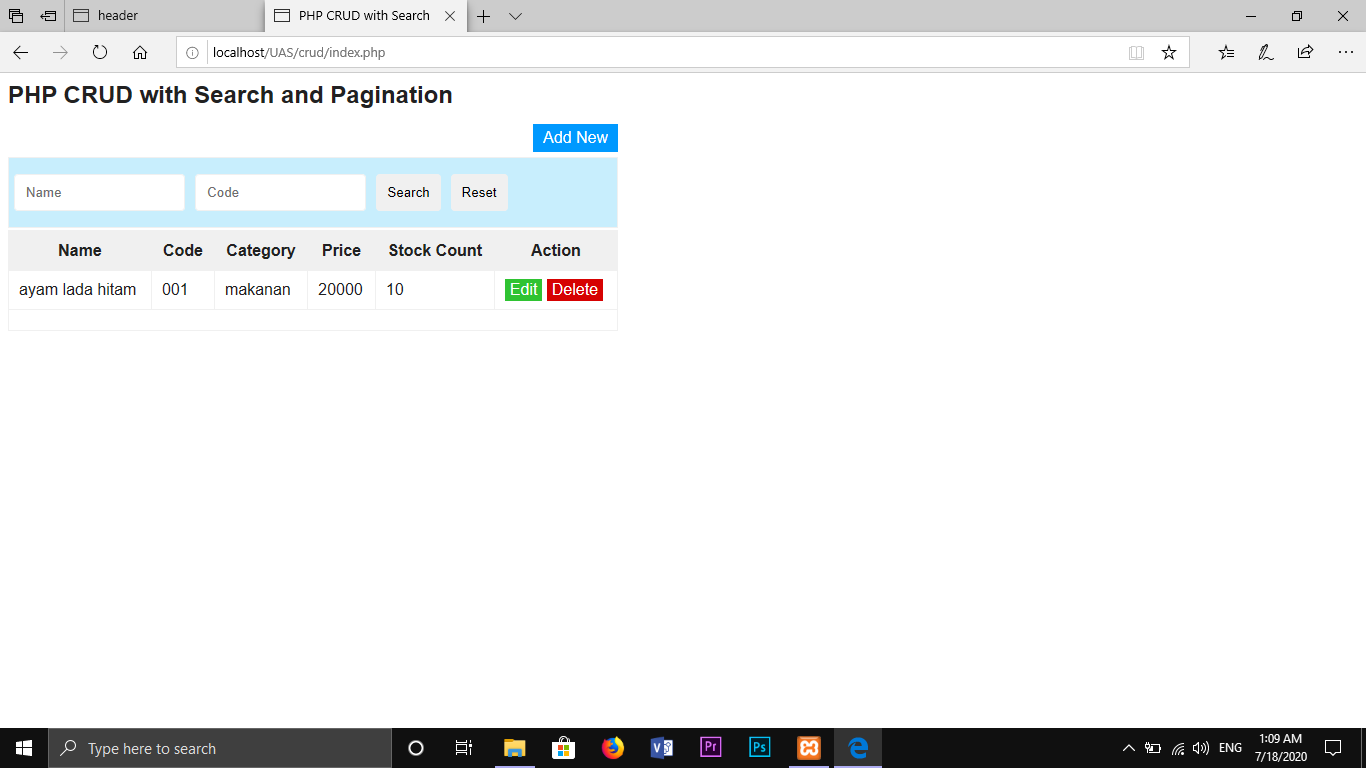 header
PHP CRUD with Search
localhost/UAS/crud/index.php
PHP CRUD with Search and Pagination
Add New
Name Code Search Reset
Name Code Category Price Stock Count Action
ayam lada hitam 001 makanan 20000 10 Edit Delete
Type here to search
Pr Ps
ENG
1:09 AM
7/18/2020